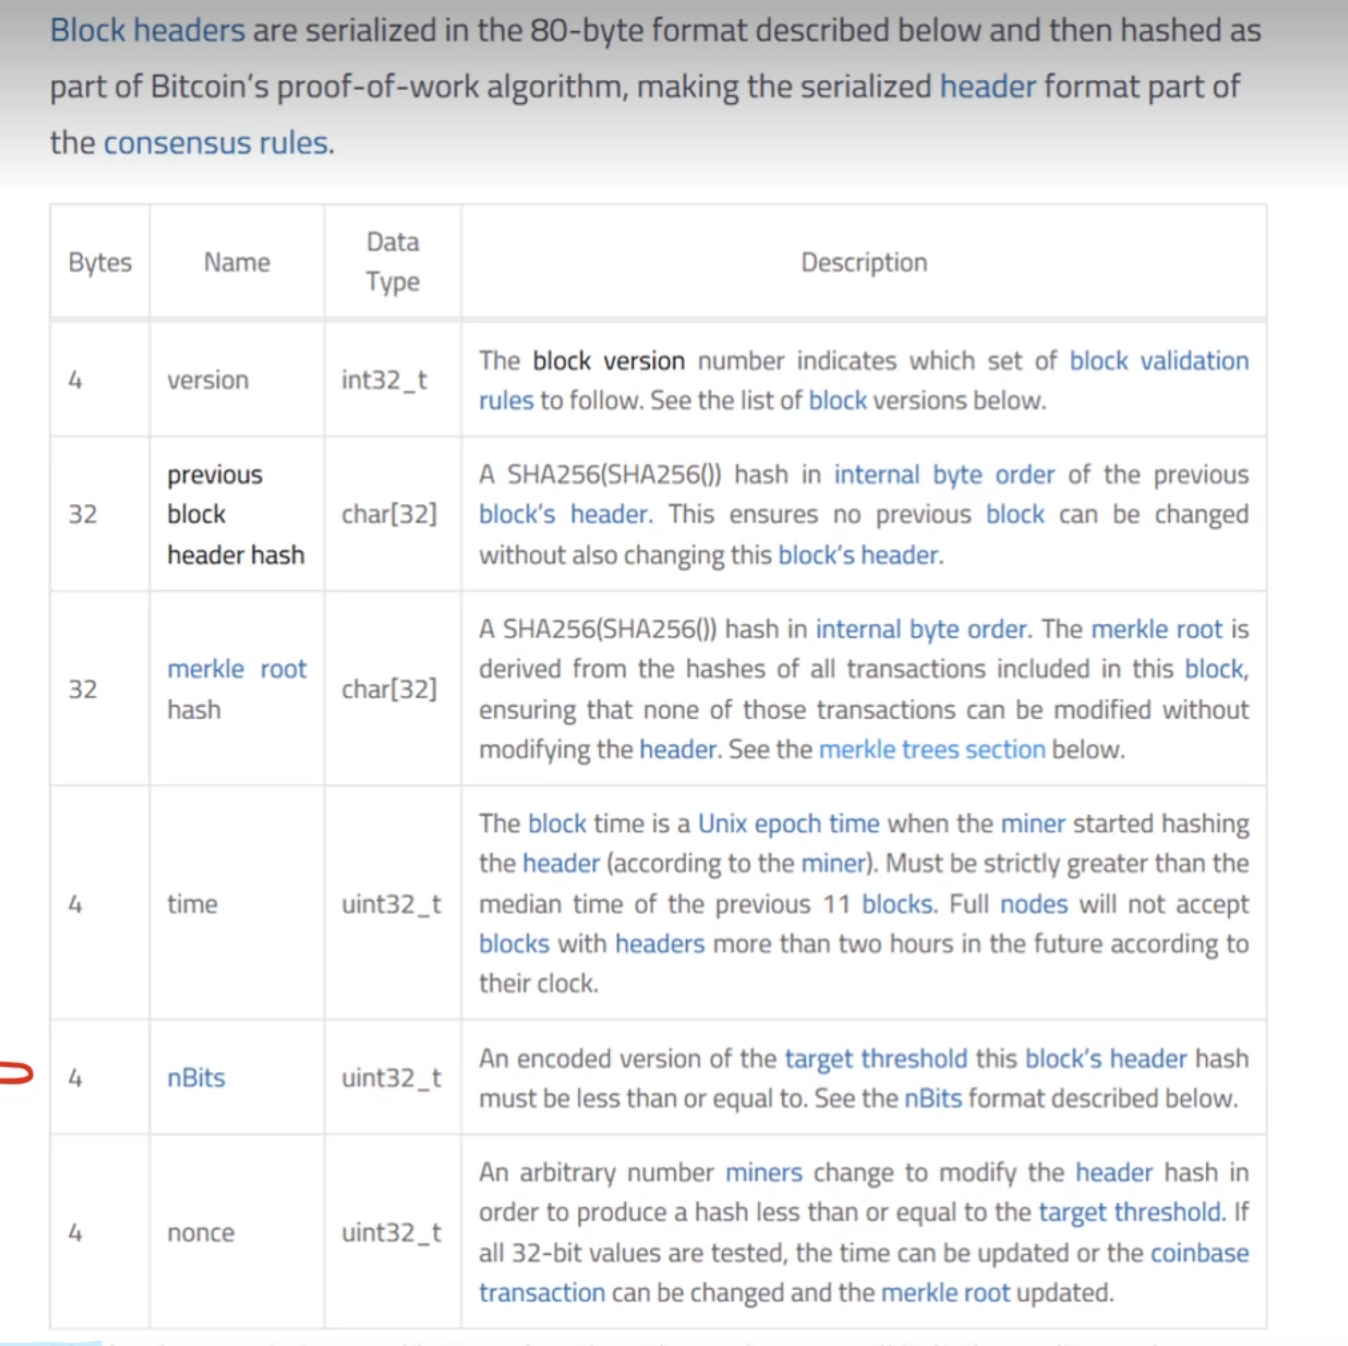 Block headers are serialized in the 80-byte format described below and then hashed as
part of Bitcoin's proof-of-work algorithm, making the serialized header format part of
the consensus rules.
Bytes Name Data Type Description
4 version int32_t The block version number indicates which set of block validation
rules to follow. See the list of block versions below.
32 previous block header hash char[32] A SHA256(SHA256()) hash in internal byte order of the previous
block's header. This ensures no previous block can be changed
without also changing this block's header.
32 merkle root hash char[32] A SHA256(SHA256()) hash in internal byte order. The merkle root is
derived from the hashes of all transactions included in this block,
ensuring that none of those transactions can be modified without
modifying the header. See the merkle trees section below.
4 time uint32_t The block time is a Unix epoch time when the miner started hashing
the header (according to the miner). Must be strictly greater than the
median time of the previous 11 blocks. Full nodes will not accept
blocks with headers more than two hours in the future according to
their clock.
4 nBits uint32_t An encoded version of the target threshold this block's header hash
must be less than or equal to. See the nBits format described below.
4 nonce uint32_t An arbitrary number miners change to modify the header hash in
order to produce a hash less than or equal to the target threshold. If
all 32-bit values are tested, the time can be updated or the coinbase
transaction can be changed and the merkle root updated.